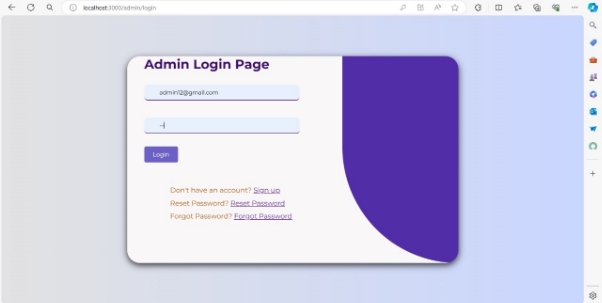 localhost:3000/admin/login
Admin Login Page
admin12@gmail.com
Login
Don't have an account? Sign up
Reset Password? Reset Password
Forgot Password? Forgot Password